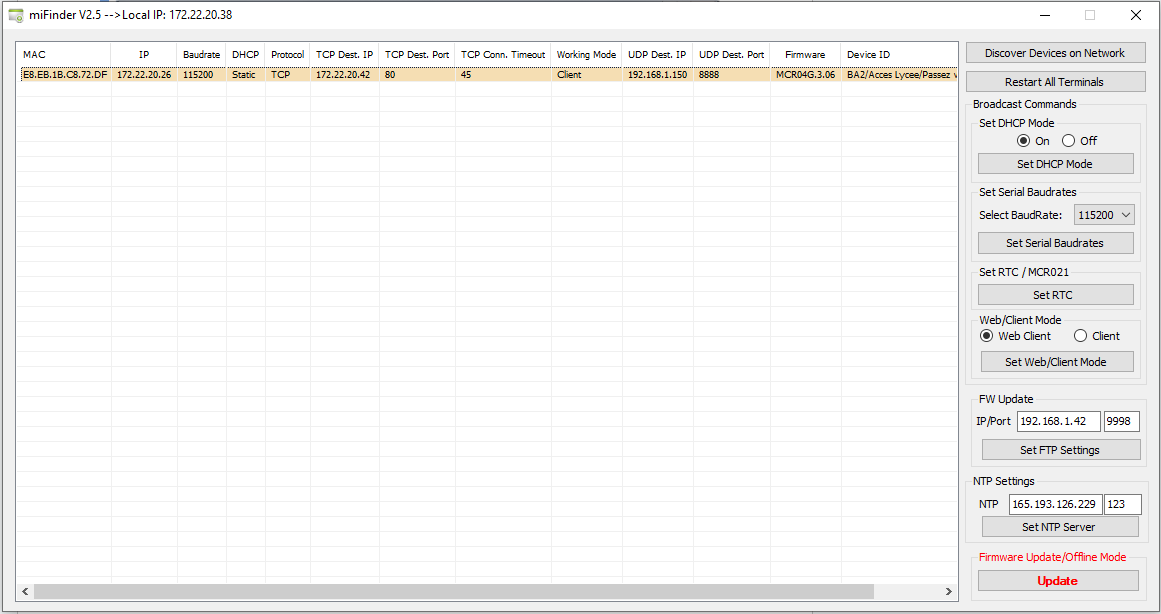 miFinder V2.5 -->Local IP: 172.22.20.38
MAC IP Baudrate DHCP Protocol TCP Dest. IP TCP Dest. Port TCP Conn. Timeout Working Mode UDP Dest. IP UDP Dest. Port Firmware Device ID
E8.EB.1B.C8.72.DF 172.22.20.26 115200 Static TCP 172.22.20.42 80 45 Client 192.168.1.150 8888 MCR04G.3.06 BA2/Acces Lycee/Passez v
Discover Devices on Network
Restart All Terminals
Broadcast Commands
Set DHCP Mode
On Off
Set DHCP Mode
Set Serial Baudrates
Select BaudRate: 115200
Set Serial Baudrates
Set RTC / MCR021
Set RTC
Web/Client Mode
Web Client Client
Set Web/Client Mode
FW Update
IP/Port 192.168.1.42 9998
Set FTP Settings
NTP Settings
NTP 165.193.126.229 123
Set NTP Server
Firmware Update/Offline Mode
Update